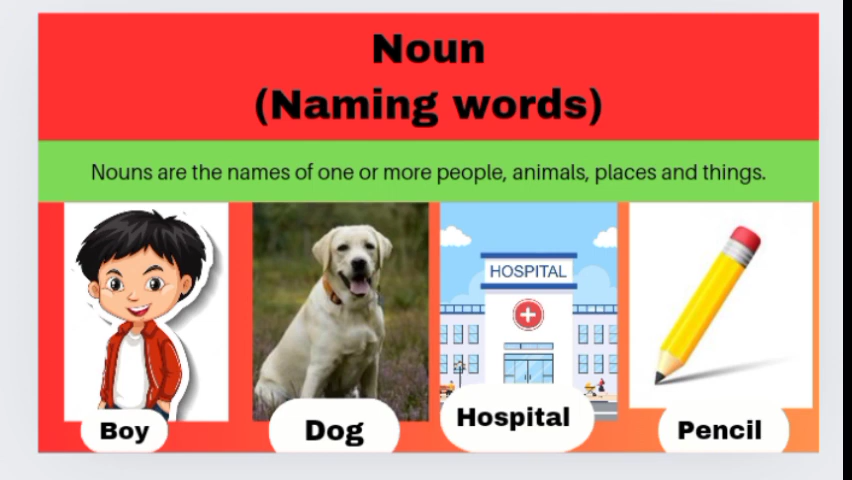 Noun
(Naming words)
Nouns are the names of one or more people, animals, places and things.
HOSPITAL
Boy
Dog
Hospital
Pencil